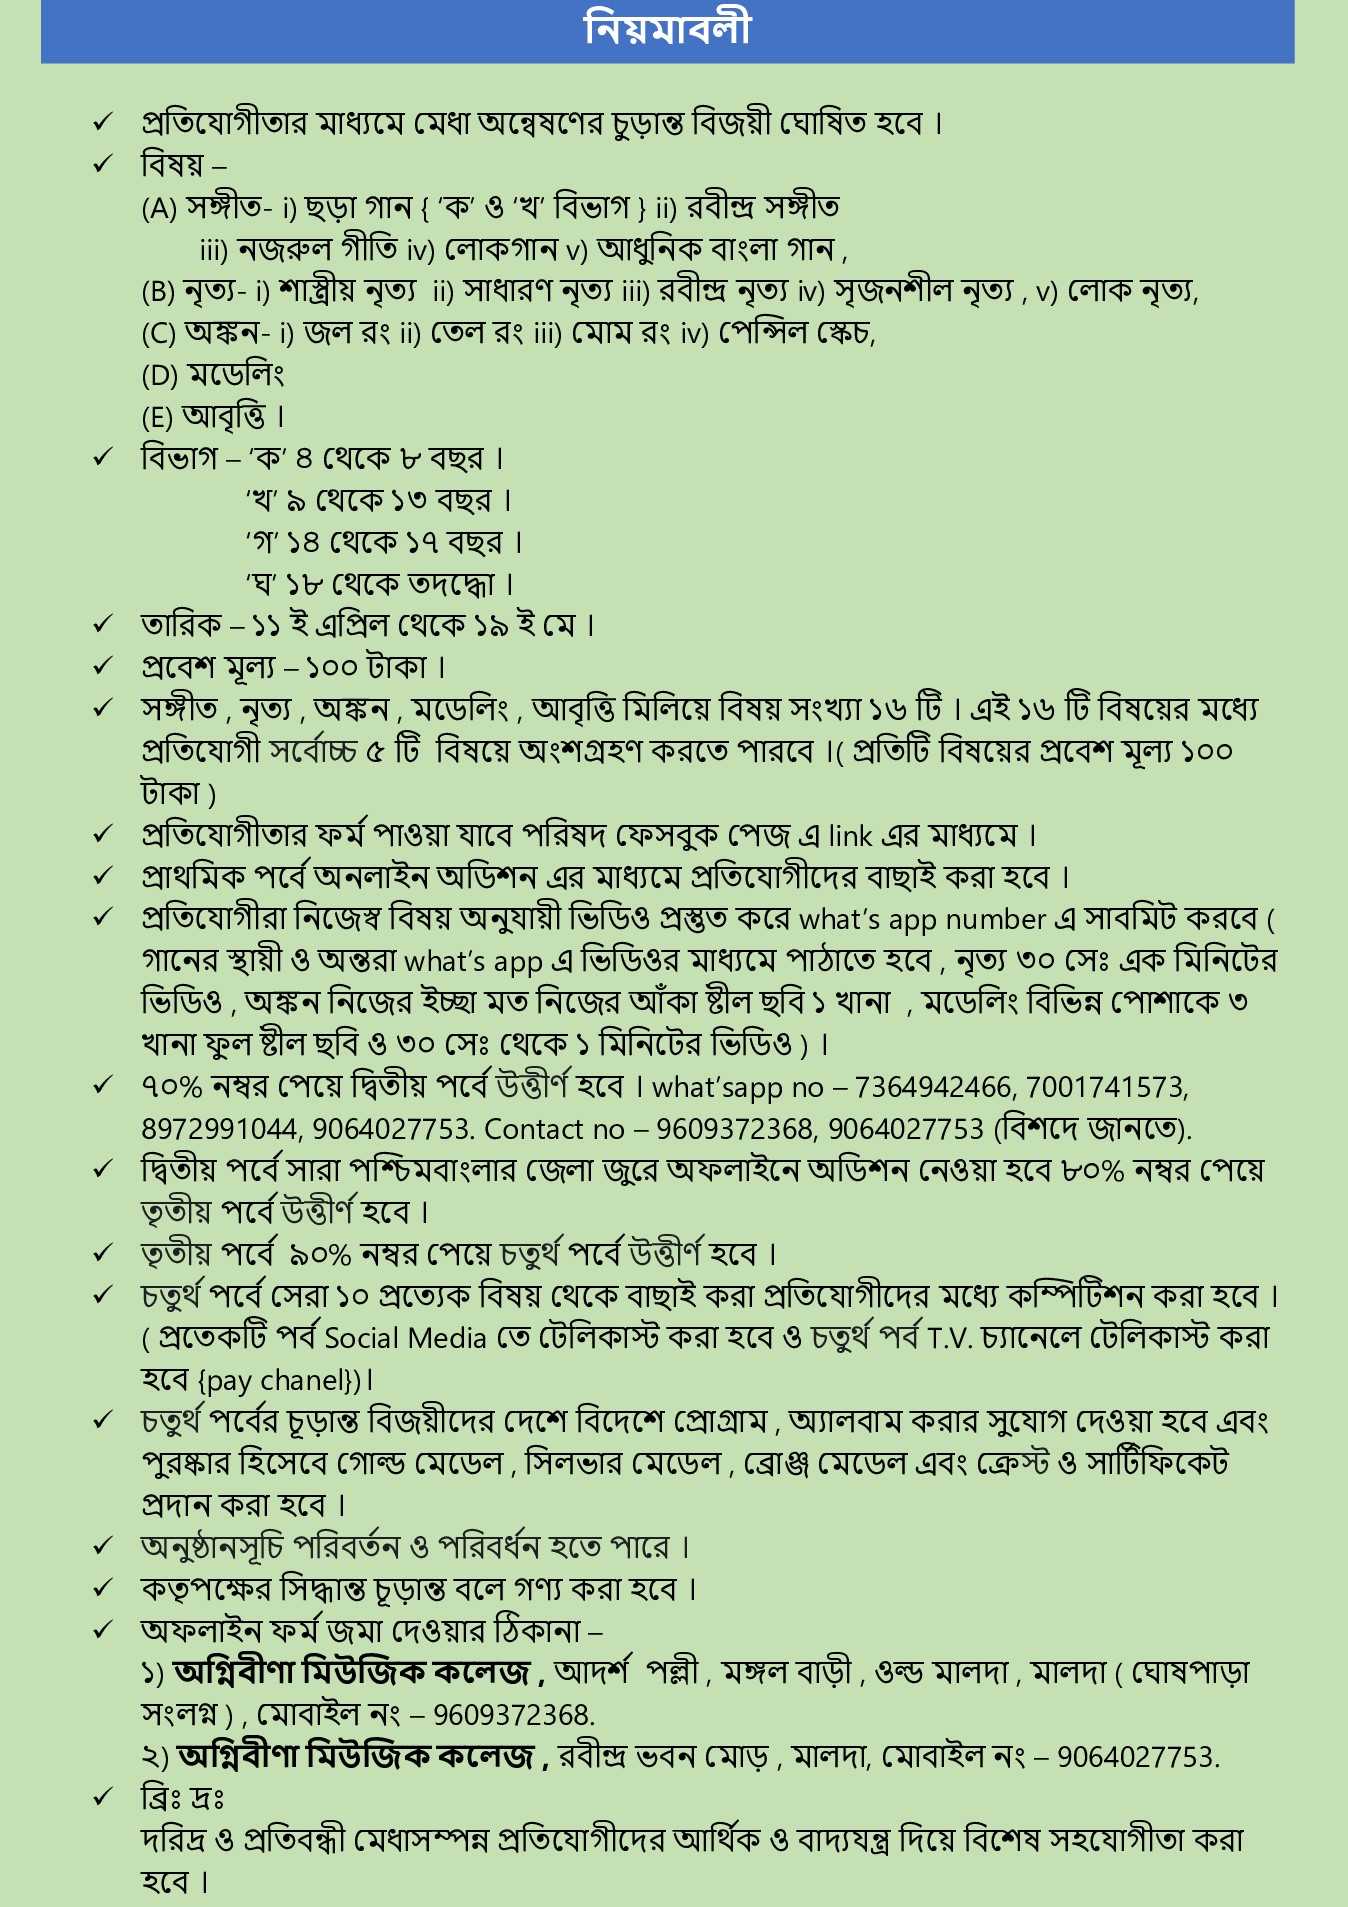 নিয়মাবলী
✓ প্রতিযোগীতার মাধ্যমে মেধা অন্বেষণের চুড়ান্ত বিজয়ী ঘোষিত হবে ।
✓ বিষয় –
(A) সঙ্গীত- i) ছড়া গান { ‘ক’ ও ‘খ’ বিভাগ } ii) রবীন্দ্র সঙ্গীত
iii) নজরুল গীতি iv) লোকগান v) আধুনিক বাংলা গান ,
(B) নৃত্য- i) শাস্ত্রীয় নৃত্য ii) সাধারণ নৃত্য iii) রবীন্দ্র নৃত্য iv) সৃজনশীল নৃত্য , v) লোক নৃত্য,
(C) অঙ্কন- i) জল রং ii) তেল রং iii) মোম রং iv) পেন্সিল স্কেচ,
(D) মডেলিং
(E) আবৃত্তি ।
✓ বিভাগ – ‘ক’ ৪ থেকে ৮ বছর ।
‘খ’ ৯ থেকে ১৩ বছর ।
‘গ’ ১৪ থেকে ১৭ বছর ।
‘ঘ’ ১৮ থেকে তদদ্ধো ।
✓ তারিক – ১১ ই এপ্রিল থেকে ১৯ ই মে ।
✓ প্রবেশ মূল্য – ১০০ টাকা ।
✓ সঙ্গীত , নৃত্য , অঙ্কন , মডেলিং , আবৃত্তি মিলিয়ে বিষয় সংখ্যা ১৬ টি । এই ১৬ টি বিষয়ের মধ্যে
প্রতিযোগী সর্বোচ্চ ৫ টি বিষয়ে অংশগ্রহণ করতে পারবে ।( প্রতিটি বিষয়ের প্রবেশ মূল্য ১০০
টাকা )
✓ প্রতিযোগীতার ফর্ম পাওয়া যাবে পরিষদ ফেসবুক পেজ এ link এর মাধ্যমে ।
✓ প্রাথমিক পর্বে অনলাইন অডিশন এর মাধ্যমে প্রতিযোগীদের বাছাই করা হবে ।
✓ প্রতিযোগীরা নিজেস্ব বিষয় অনুযায়ী ভিডিও প্রস্তুত করে what’s app number এ সাবমিট করবে (
গানের স্থায়ী ও অন্তরা what’s app এ ভিডিওর মাধ্যমে পাঠাতে হবে , নৃত্য ৩০ সেঃ এক মিনিটের
ভিডিও , অঙ্কন নিজের ইচ্ছা মত নিজের আঁকা ষ্টীল ছবি ১ খানা , মডেলিং বিভিন্ন পোশাকে ৩
খানা ফুল ষ্টীল ছবি ও ৩০ সেঃ থেকে ১ মিনিটের ভিডিও ) ।
✓ ৭০% নম্বর পেয়ে দ্বিতীয় পর্বে উত্তীর্ণ হবে । what’sapp no – 7364942466, 7001741573,
8972991044, 9064027753. Contact no – 9609372368, 9064027753 (বিশদে জানতে).
✓ দ্বিতীয় পর্বে সারা পশ্চিমবাংলার জেলা জুরে অফলাইনে অডিশন নেওয়া হবে ৮০% নম্বর পেয়ে
তৃতীয় পর্বে উত্তীর্ণ হবে ।
✓ তৃতীয় পর্বে ৯০% নম্বর পেয়ে চতুর্থ পর্বে উত্তীর্ণ হবে ।
✓ চতুর্থ পর্বে সেরা ১০ প্রত্যেক বিষয় থেকে বাছাই করা প্রতিযোগীদের মধ্যে কম্পিটিশন করা হবে ।
( প্রতেকটি পর্ব Social Media তে টেলিকাস্ট করা হবে ও চতুর্থ পর্ব T.V. চ্যানেলে টেলিকাস্ট করা
হবে {pay chanel})।
✓ চতুর্থ পর্বের চূড়ান্ত বিজয়ীদের দেশে বিদেশে প্রোগ্রাম , অ্যালবাম করার সুযোগ দেওয়া হবে এবং
পুরষ্কার হিসেবে গোল্ড মেডেল , সিলভার মেডেল , ব্রোঞ্জ মেডেল এবং ক্রেস্ট ও সার্টিফিকেট
প্রদান করা হবে ।
✓ অনুষ্ঠানসূচি পরিবর্তন ও পরিবর্ধন হতে পারে ।
✓ কতৃপক্ষের সিদ্ধান্ত চূড়ান্ত বলে গণ্য করা হবে ।
✓ অফলাইন ফর্ম জমা দেওয়ার ঠিকানা –
১) অগ্নিবীণা মিউজিক কলেজ , আদর্শ পল্লী , মঙ্গল বাড়ী , ওল্ড মালদা , মালদা ( ঘোষপাড়া
সংলগ্ন ) , মোবাইল নং – 9609372368.
২) অগ্নিবীণা মিউজিক কলেজ , রবীন্দ্র ভবন মোড় , মালদা, মোবাইল নং – 9064027753.
✓ ব্রিঃ দ্রঃ
দরিদ্র ও প্রতিবন্ধী মেধাসম্পন্ন প্রতিযোগীদের আর্থিক ও বাদ্যযন্ত্র দিয়ে বিশেষ সহযোগীতা করা
হবে ।